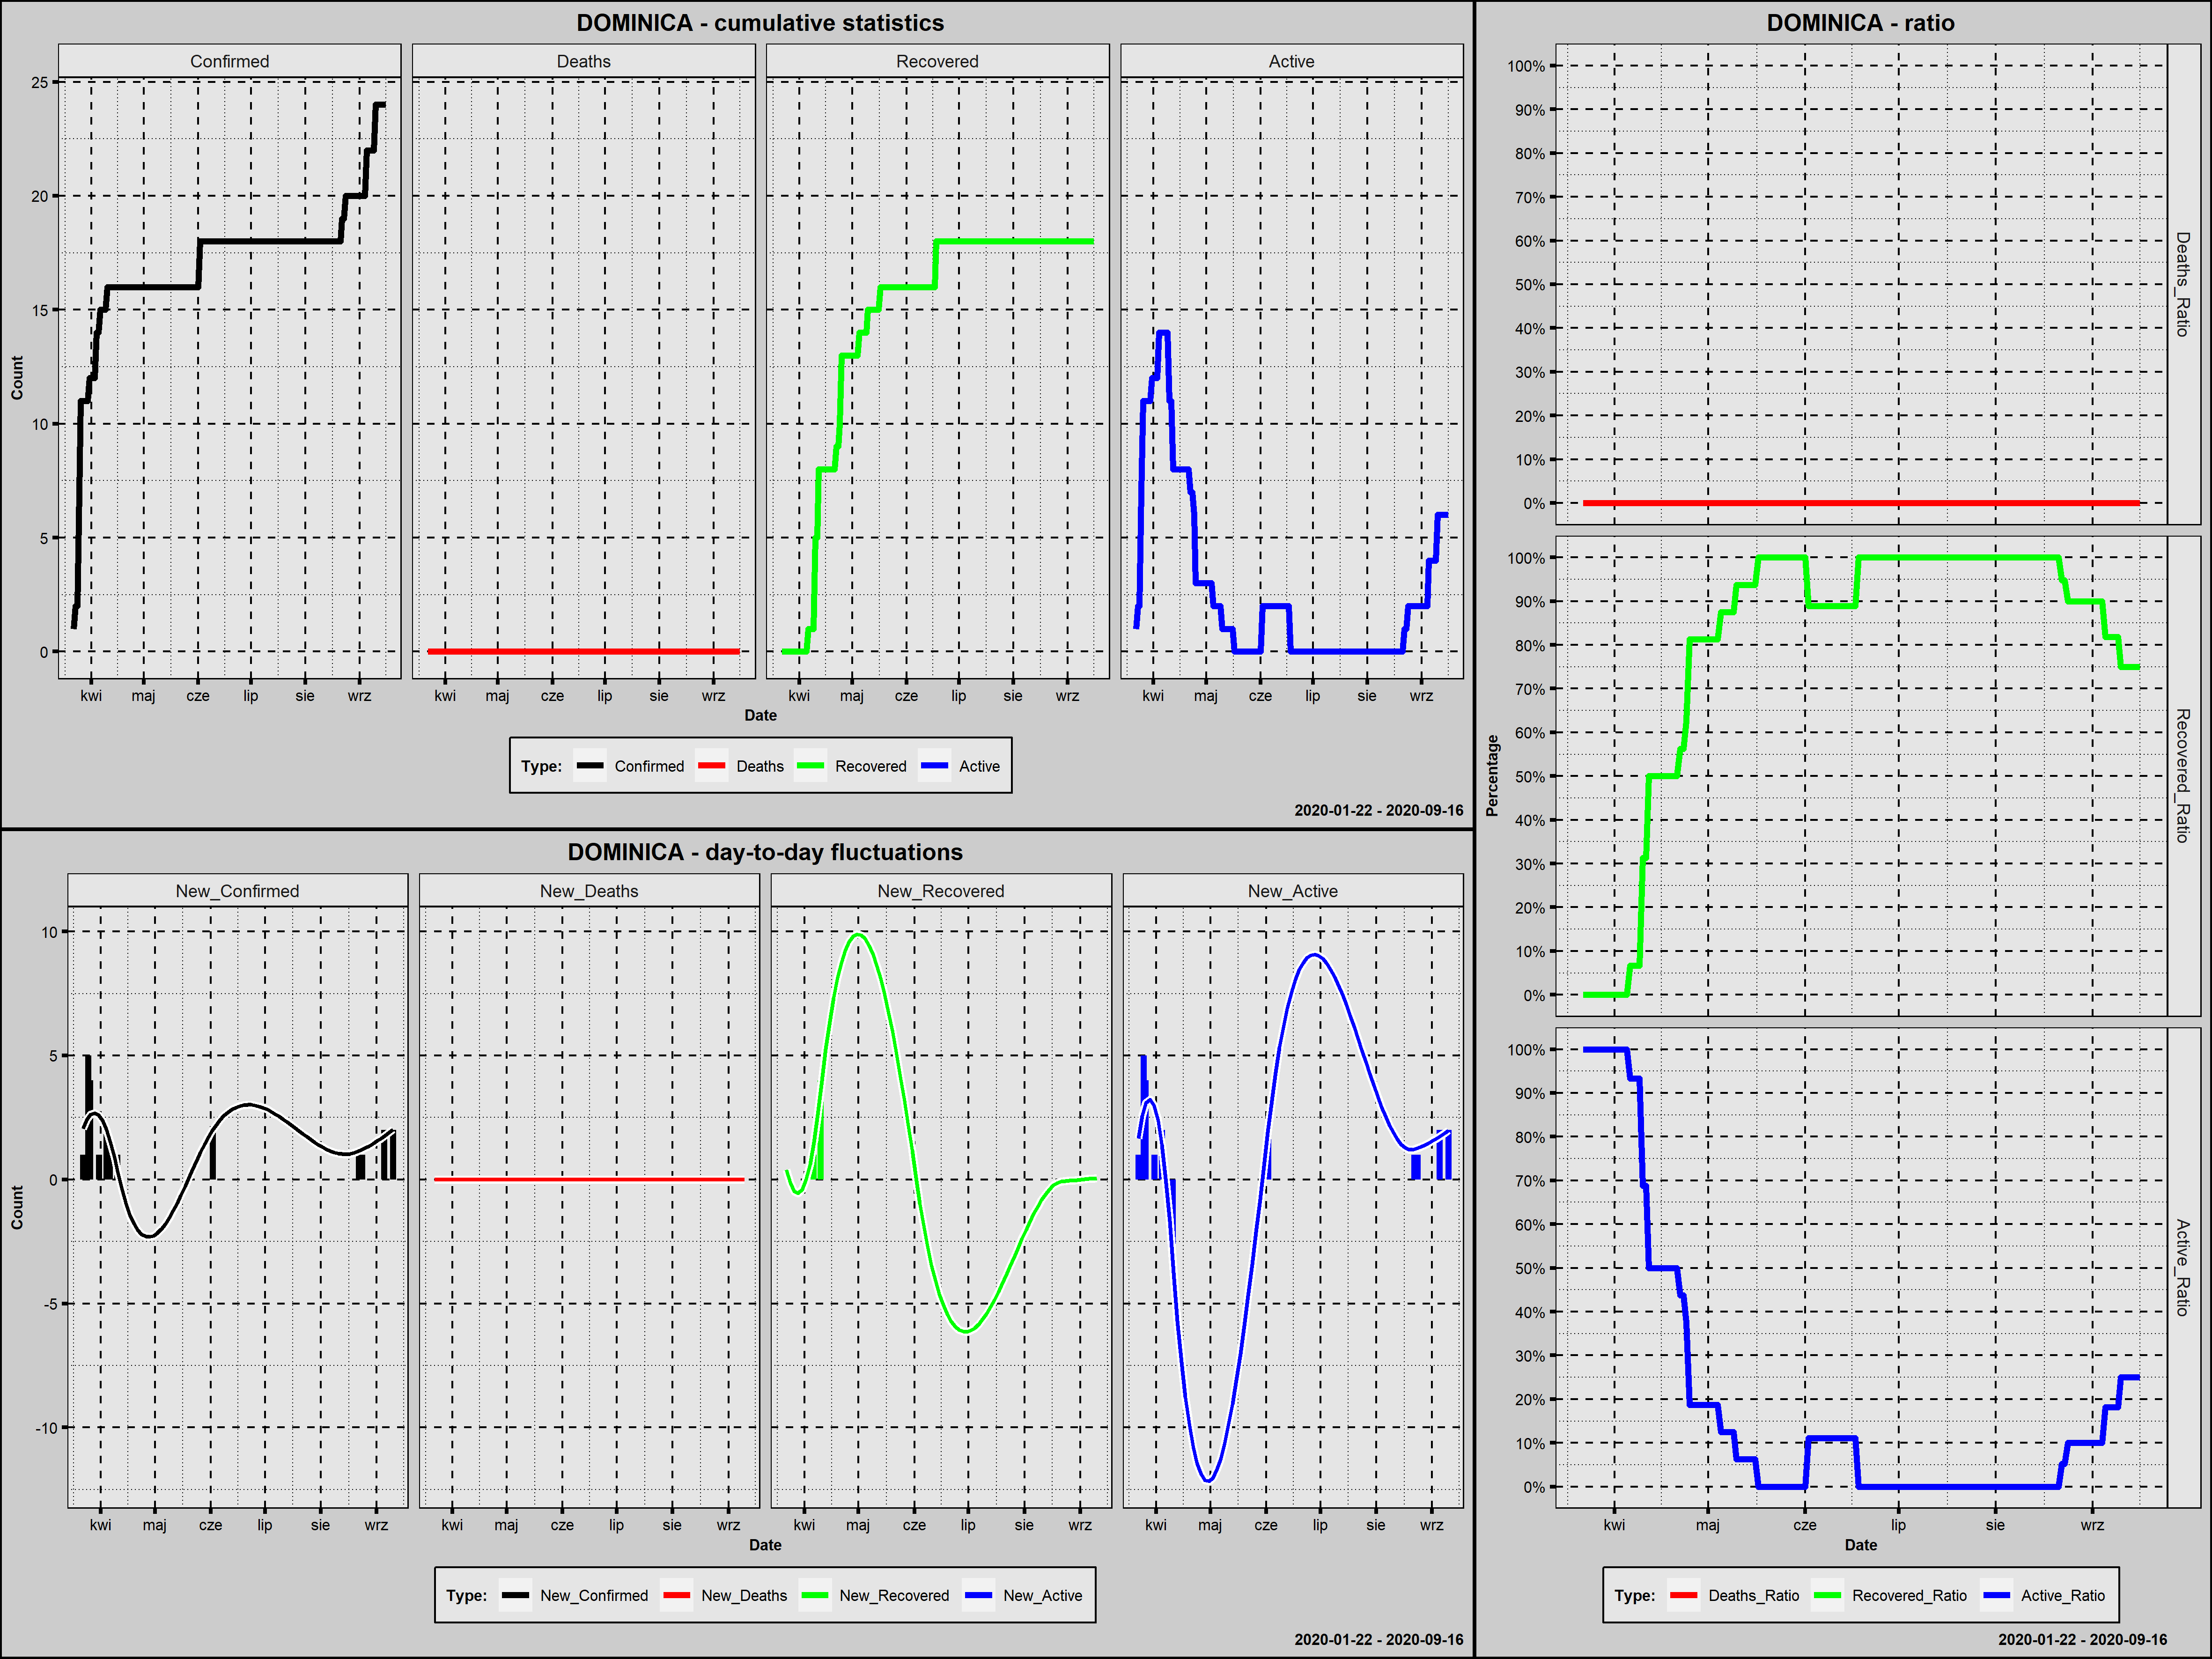 DOMINICA - cumulative statistics
Confirmed Deaths Recovered Active
25
20
15
10
5
0
Count
kwi maj cze lip sie wrz kwi maj cze lip sie wrz kwi maj cze lip sie wrz kwi maj cze lip sie wrz
Date
Type: Confirmed Deaths Recovered Active
2020-01-22 - 2020-09-16
DOMINICA - day-to-day fluctuations
New_Confirmed New_Deaths New_Recovered New_Active
10
5
0
-5
-10
Count
kwi maj cze lip sie wrz kwi maj cze lip sie wrz kwi maj cze lip sie wrz kwi maj cze lip sie wrz
Date
Type: New_Confirmed New_Deaths New_Recovered New_Active
2020-01-22 - 2020-09-16
DOMINICA - ratio
100%
90%
80%
70%
60%
50%
40%
30%
20%
10%
0%
Deaths_Ratio
100%
90%
80%
70%
60%
50%
40%
30%
20%
10%
0%
Recovered_Ratio
Percentage
100%
90%
80%
70%
60%
50%
40%
30%
20%
10%
0%
Active_Ratio
kwi maj cze lip sie wrz
Date
Type: Deaths_Ratio Recovered_Ratio Active_Ratio
2020-01-22 - 2020-09-16